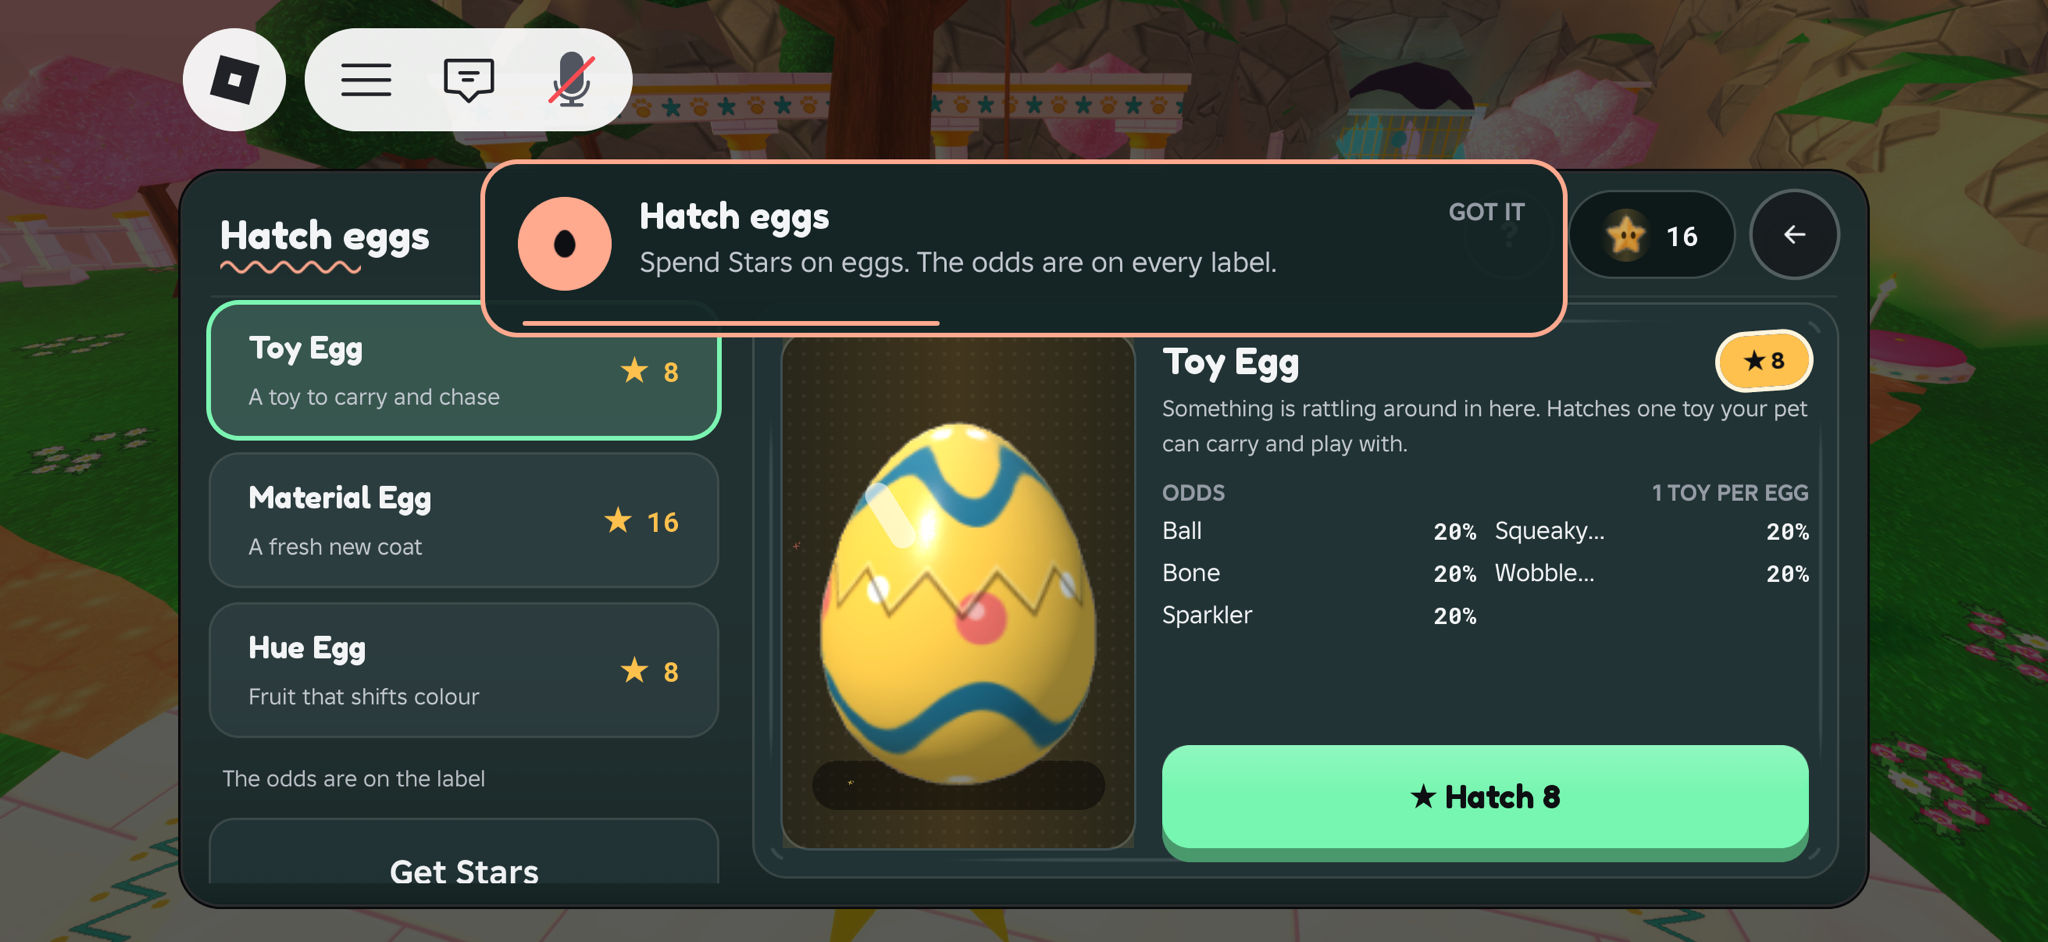 Hatch eggs
Hatch eggs
GOT IT
Spend Stars on eggs. The odds are on every label.
?
16
Toy Egg
A toy to carry and chase
★ 8
Material Egg
A fresh new coat
★ 16
Hue Egg
Fruit that shifts colour
★ 8
The odds are on the label
Get Stars
Toy Egg
★ 8
Something is rattling around in here. Hatches one toy your pet
can carry and play with.
ODDS
1 TOY PER EGG
Ball 20% Squeaky... 20%
Bone 20% Wobble... 20%
Sparkler 20%
★ Hatch 8